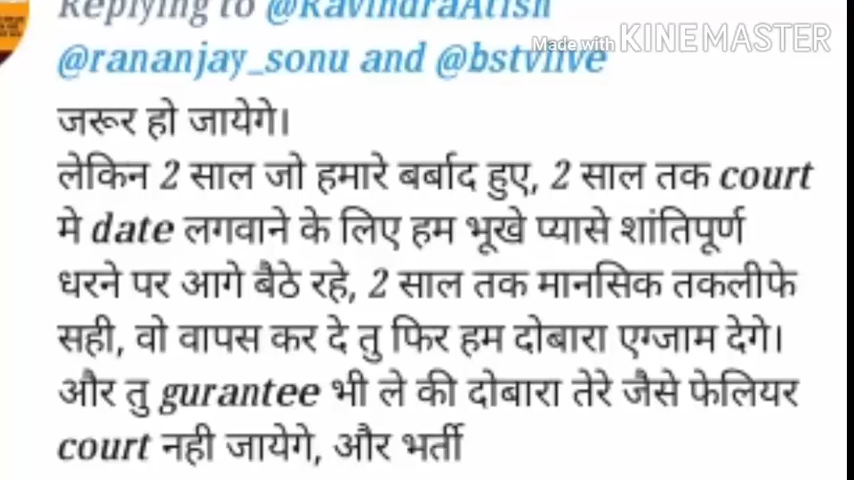 Replying to @RavindraAtish
Made with KINEMASTER
@rananjay_sonu and @bstvlive
जरूर हो जायेगे।
लेकिन 2 साल जो हमारे बर्बाद हुए, 2 साल तक court
मे date लगवाने के लिए हम भूखे प्यासे शांतिपूर्ण
धरने पर आगे बैठे रहे, 2 साल तक मानसिक तकलीफे
सही, वो वापस कर दे तु फिर हम दोबारा एग्जाम देगे।
और तु gurantee भी ले की दोबारा तेरे जैसे फेलियर
court नही जायेगे, और भर्ती